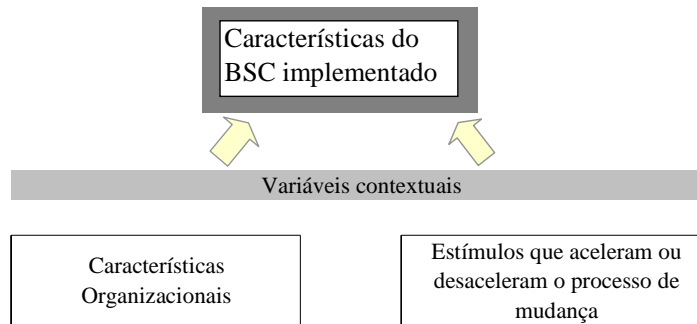 Características do
BSC implementado
Variáveis contextuais
Características
Organizacionais
Estímulos que aceleram ou
desaceleram o processo de
mudança